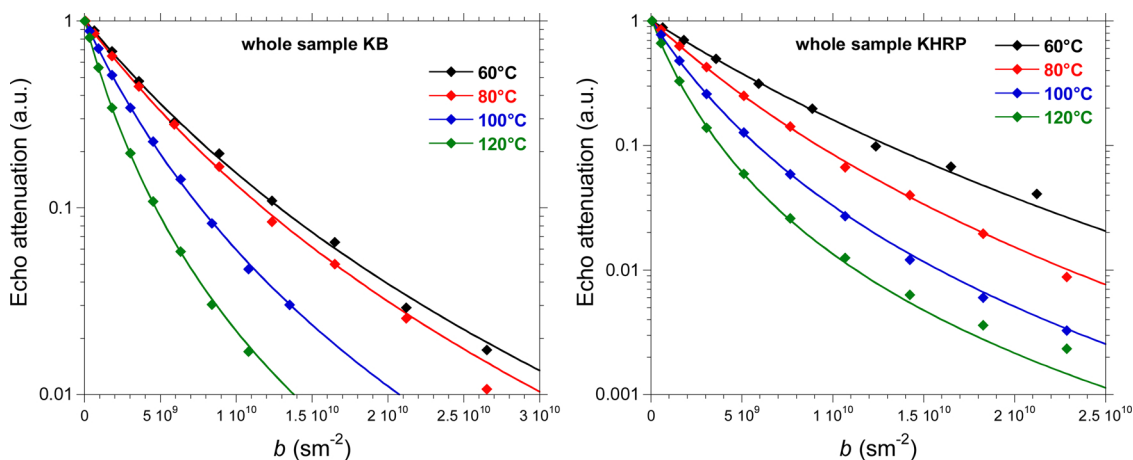 whole sample KB
60°C
80°C
100°C
120°C
Echo attenuation (a.u.)
1
0.1
0.01
0
5 10⁹
1 10¹⁰
1.5 10¹⁰
2 10¹⁰
2.5 10¹⁰
3 10¹⁰
b (sm⁻²)
whole sample KHRP
60°C
80°C
100°C
120°C
Echo attenuation (a.u.)
1
0.1
0.01
0.001
0
5 10⁹
1 10¹⁰
1.5 10¹⁰
2 10¹⁰
2.5 10¹⁰
b (sm⁻²)